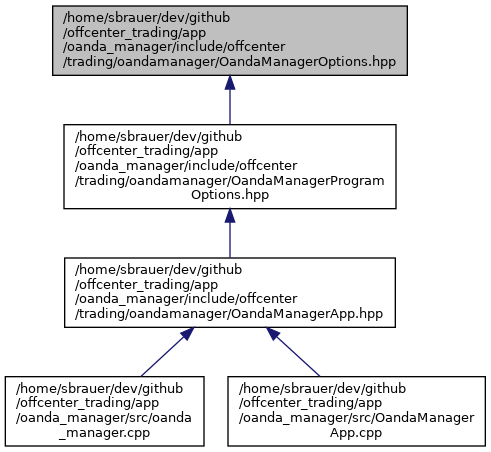 /home/sbrauer/dev/github
/offcenter_trading/app
/oanda_manager/include/offcenter
/trading/oandamanager/OandaManagerOptions.hpp
/home/sbrauer/dev/github
/offcenter_trading/app
/oanda_manager/include/offcenter
/trading/oandamanager/OandaManagerProgram
Options.hpp
/home/sbrauer/dev/github
/offcenter_trading/app
/oanda_manager/include/offcenter
/trading/oandamanager/OandaManagerApp.hpp
/home/sbrauer/dev/github
/offcenter_trading/app
/oanda_manager/src/oanda
_manager.cpp
/home/sbrauer/dev/github
/offcenter_trading/app
/oanda_manager/src/OandaManager
App.cpp